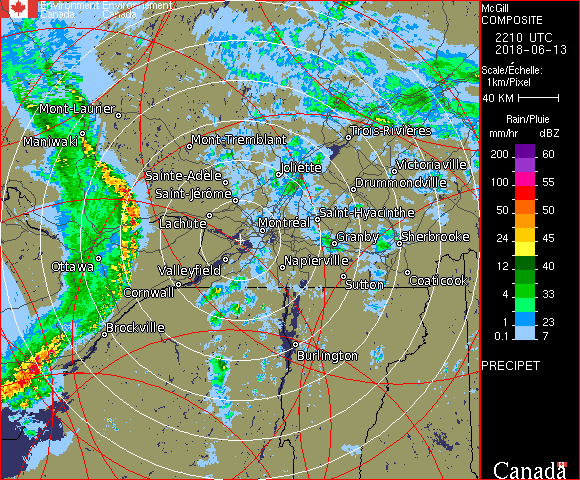 Environment Environnement
Canada Canada
Mont-Laurier
Maniwaki
Mont-Tremblant
Trois-Rivières
Sainte-Adèle
Joliette
Victoriaville
Saint-Jérôme
Drummondville
Lachute
Saint-Hyacinthe
Montréal
Granby
Sherbrooke
Ottawa
Valleyfield
Napierville
Cornwall
Sutton
Coaticook
Brockville
Burlington
McGill
COMPOSITE
2210 UTC
2018-06-13
Scale/Échelle:
1km/Pixel
40 KM
Rain/Pluie
mm/hr dBZ
200 60
100 55
50 50
24 45
12 40
4 33
1 23
0.1 7
PRECIPET
Canada